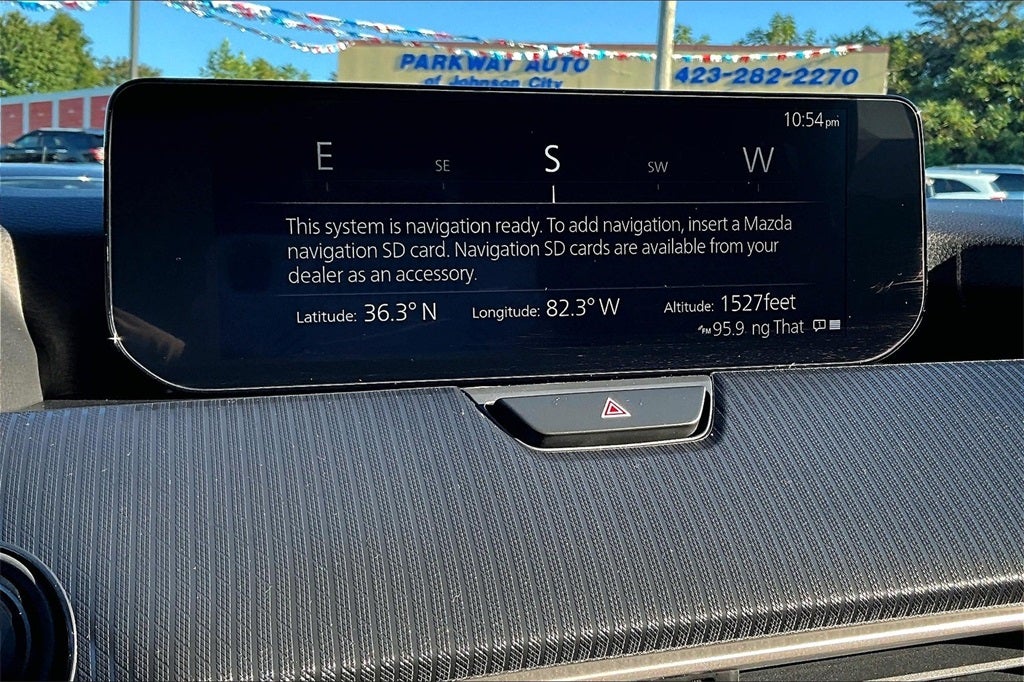 PARKWAY AUTO
of Johnson City
423-282-2270
10:54pm
E SE S SW W
This system is navigation ready. To add navigation, insert a Mazda
navigation SD card. Navigation SD cards are available from your
dealer as an accessory.
Latitude: 36.3° N Longitude: 82.3° W Altitude: 1527feet
FM 95.9 ng That